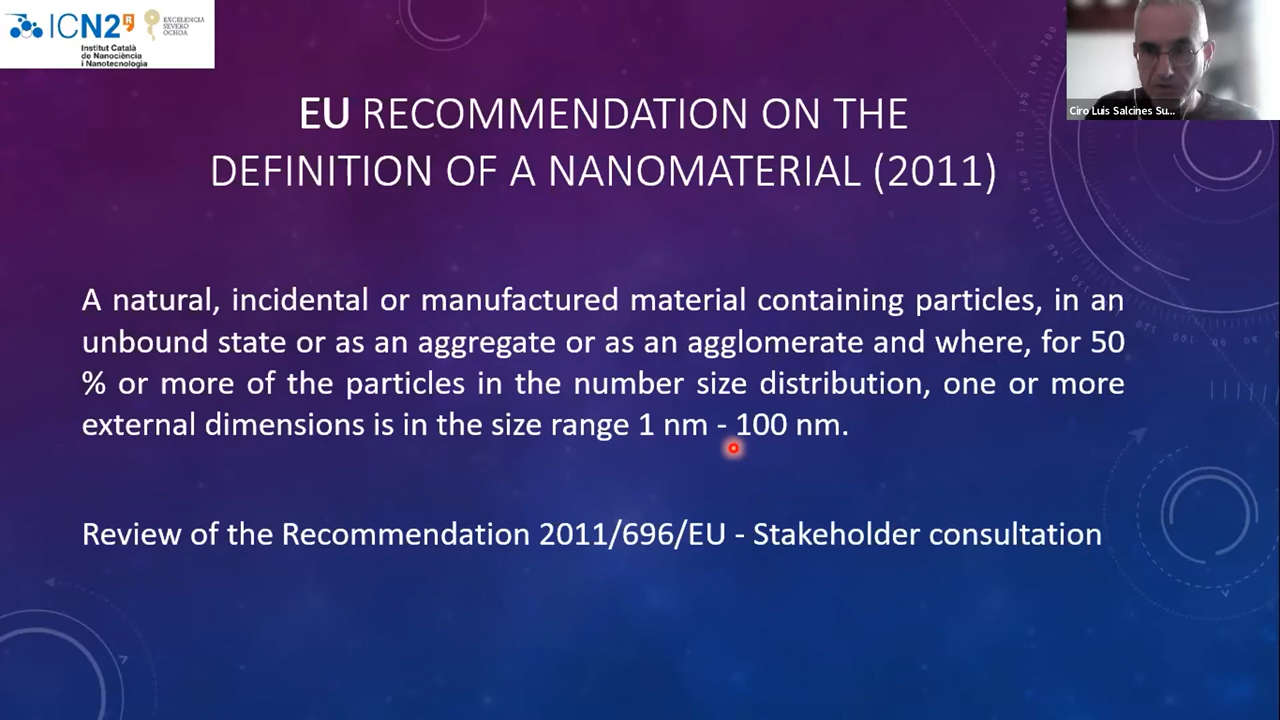 ICN2
Institut Català
de Nanociència
i Nanotecnologia
EXCELENCIA
SEVERO
OCHOA
Ciro Luis Salcines Su...
EU RECOMMENDATION ON THE
DEFINITION OF A NANOMATERIAL (2011)
A natural, incidental or manufactured material containing particles, in an
unbound state or as an aggregate or as an agglomerate and where, for 50
% or more of the particles in the number size distribution, one or more
external dimensions is in the size range 1 nm - 100 nm.
Review of the Recommendation 2011/696/EU - Stakeholder consultation